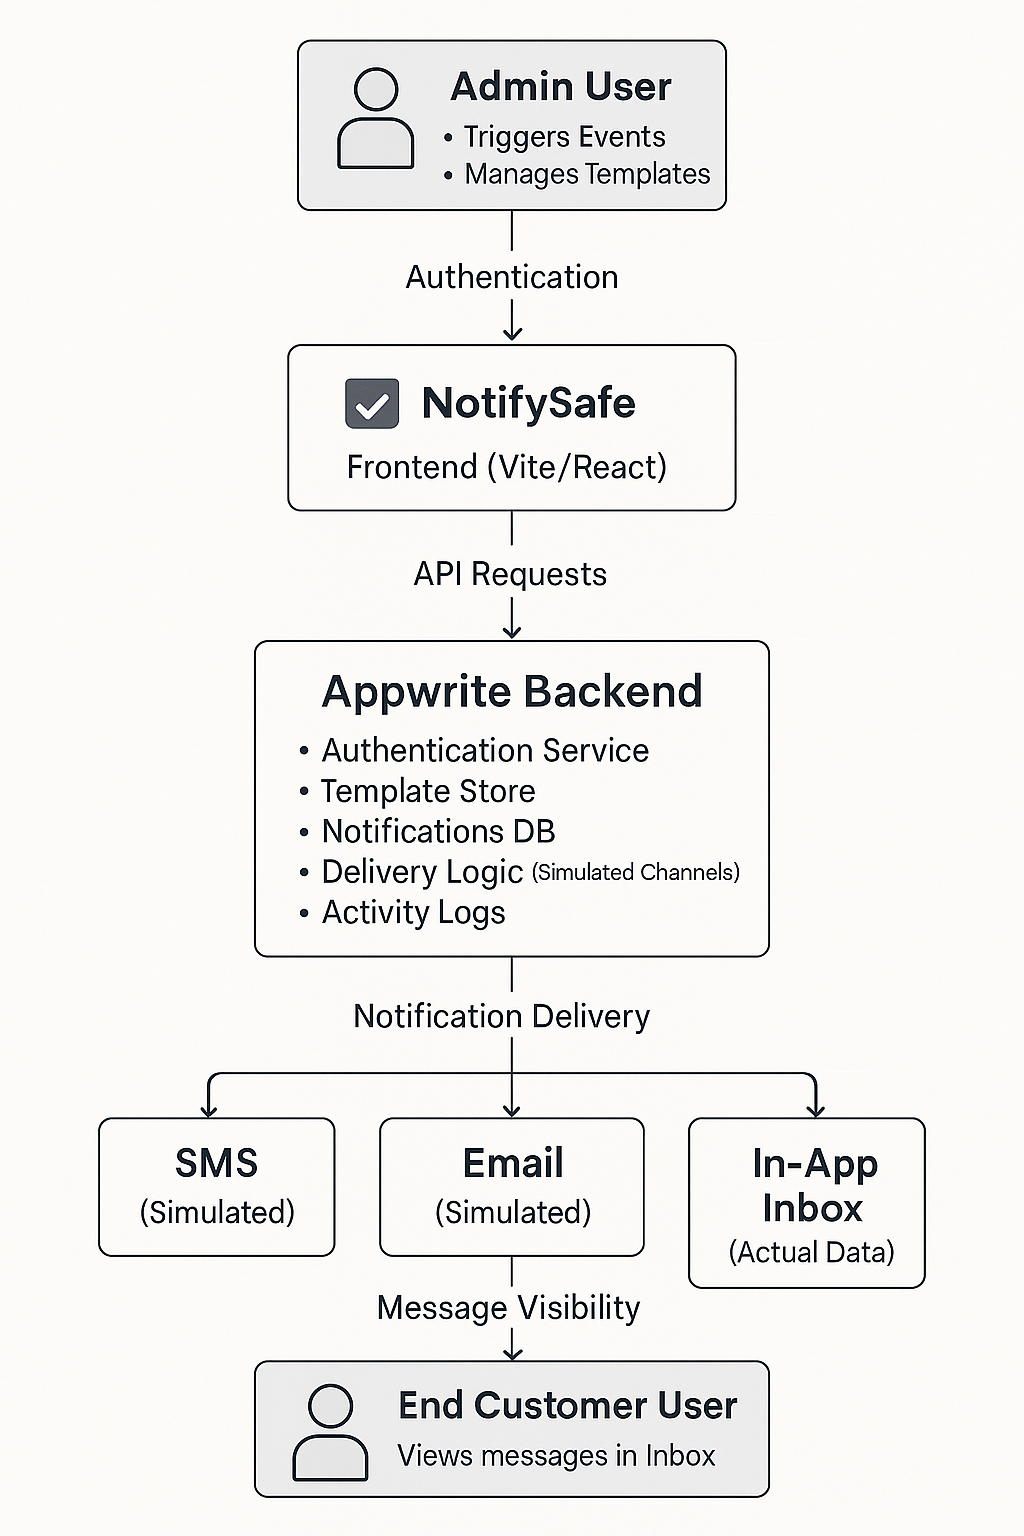 Admin User
• Triggers Events
• Manages Templates
Authentication
NotifySafe
Frontend (Vite/React)
API Requests
Appwrite Backend
• Authentication Service
• Template Store
• Notifications DB
• Delivery Logic (Simulated Channels)
• Activity Logs
Notification Delivery
SMS
(Simulated)
Email
(Simulated)
In-App
Inbox
(Actual Data)
Message Visibility
End Customer User
Views messages in Inbox